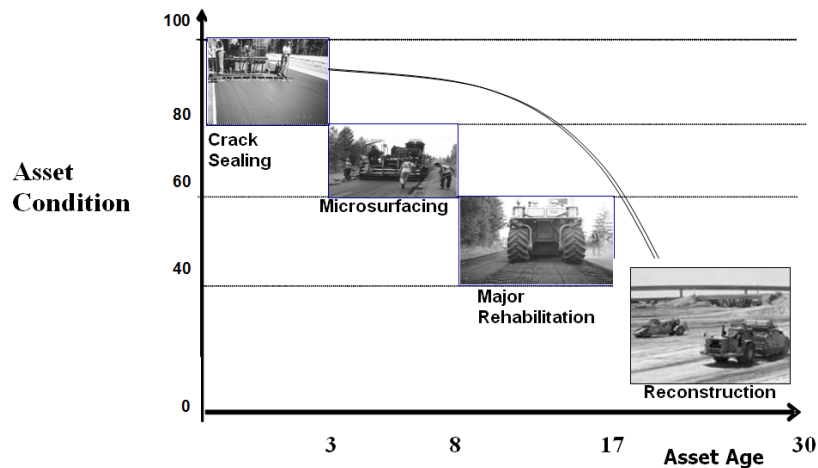 100
80
60
40
0
Asset
Condition
Crack
Sealing
Microsurfacing
Major
Rehabilitation
Reconstruction
3
8
17
30
Asset Age